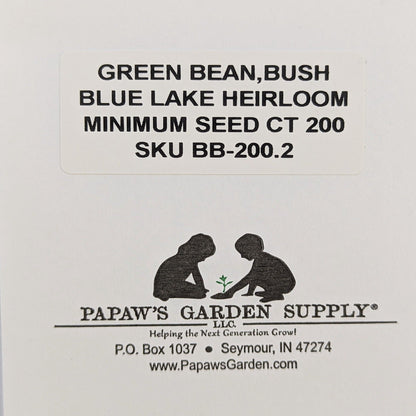 GREEN BEAN,BUSH
BLUE LAKE HEIRLOOM
MINIMUM SEED CT 200
SKU BB-200.2
PAPAW'S GARDEN SUPPLY®
LLC.
Helping the Next Generation Grow!
P.O. Box 1037 ● Seymour, IN 47274
www.PapawsGarden.com